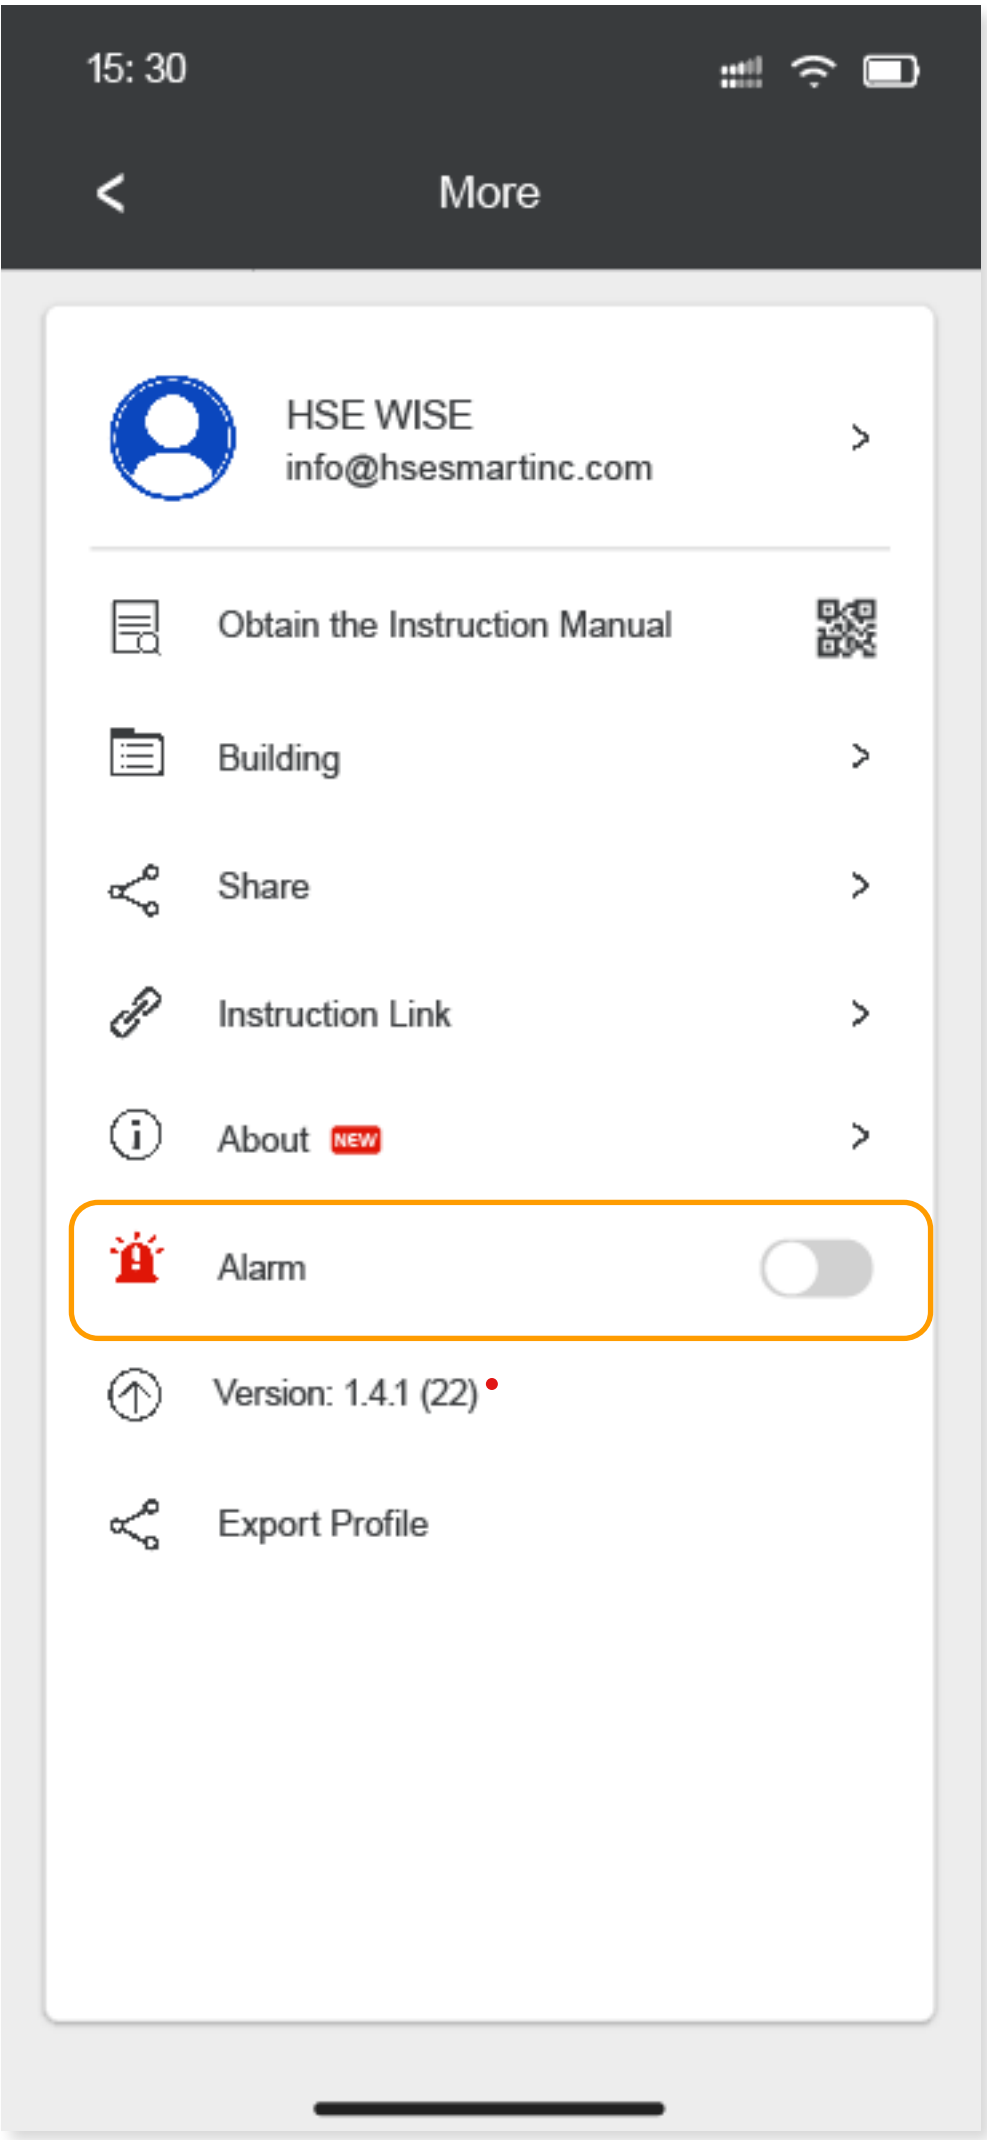 15: 30
More
HSE WISE
info@hsesmartinc.com
Obtain the Instruction Manual
Building
Share
Instruction Link
About NEW
Alarm
Version: 1.4.1 (22)
Export Profile